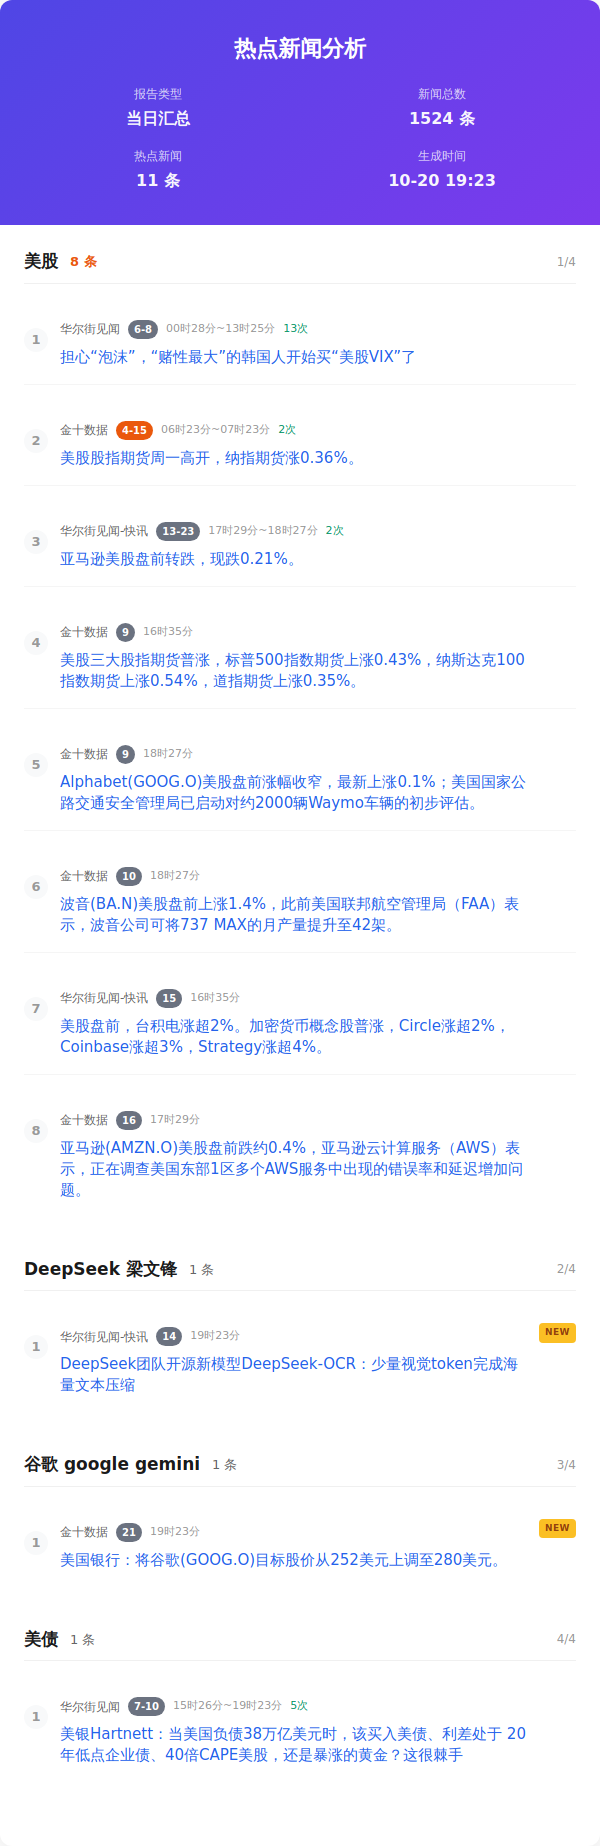 热点新闻分析
报告类型 新闻总数
当日汇总 1524 条
热点新闻 生成时间
11 条 10-20 19:23
美股 8 条 1/4
华尔街见闻 6-8 00时28分~13时25分 13次
1
担心“泡沫”，“赌性最大”的韩国人开始买“美股VIX”了
金十数据 4-15 06时23分~07时23分 2次
2
美股股指期货周一高开，纳指期货涨0.36%。
华尔街见闻-快讯 13-23 17时29分~18时27分 2次
3
亚马逊美股盘前转跌，现跌0.21%。
金十数据 9 16时35分
4
美股三大股指期货普涨，标普500指数期货上涨0.43%，纳斯达克100
指数期货上涨0.54%，道指期货上涨0.35%。
金十数据 9 18时27分
5
Alphabet(GOOG.O)美股盘前涨幅收窄，最新上涨0.1%；美国国家公
路交通安全管理局已启动对约2000辆Waymo车辆的初步评估。
金十数据 10 18时27分
6
波音(BA.N)美股盘前上涨1.4%，此前美国联邦航空管理局（FAA）表
示，波音公司可将737 MAX的月产量提升至42架。
华尔街见闻-快讯 15 16时35分
7
美股盘前，台积电涨超2%。加密货币概念股普涨，Circle涨超2%，
Coinbase涨超3%，Strategy涨超4%。
金十数据 16 17时29分
8
亚马逊(AMZN.O)美股盘前跌约0.4%，亚马逊云计算服务（AWS）表
示，正在调查美国东部1区多个AWS服务中出现的错误率和延迟增加问
题。
DeepSeek 梁文锋 1 条 2/4
华尔街见闻-快讯 14 19时23分 NEW
1
DeepSeek团队开源新模型DeepSeek-OCR：少量视觉token完成海
量文本压缩
谷歌 google gemini 1 条 3/4
金十数据 21 19时23分 NEW
1
美国银行：将谷歌(GOOG.O)目标股价从252美元上调至280美元。
美债 1 条 4/4
华尔街见闻 7-10 15时26分~19时23分 5次
1
美银Hartnett：当美国负债38万亿美元时，该买入美债、利差处于 20
年低点企业债、40倍CAPE美股，还是暴涨的黄金？这很棘手